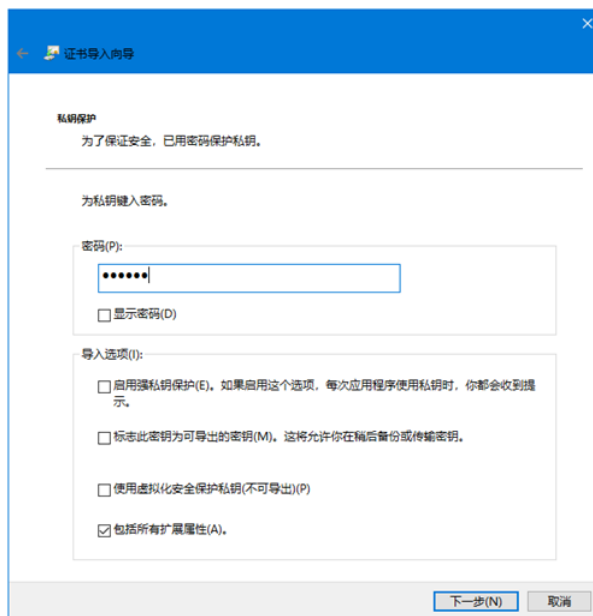 证书导入向导
私钥保护
为了保证安全，已用密码保护私钥。
为私钥键入密码。
密码(P):
●●●●●●
显示密码(D)
导入选项(I):
启用强私钥保护(E)。如果启用这个选项，每次应用程序使用私钥时，你都会收到提
示。
标志此密钥为可导出的密钥(M)。这将允许你在稍后备份或传输密钥。
使用虚拟化安全保护私钥(不可导出)(P)
包括所有扩展属性(A)。
下一步(N)
取消